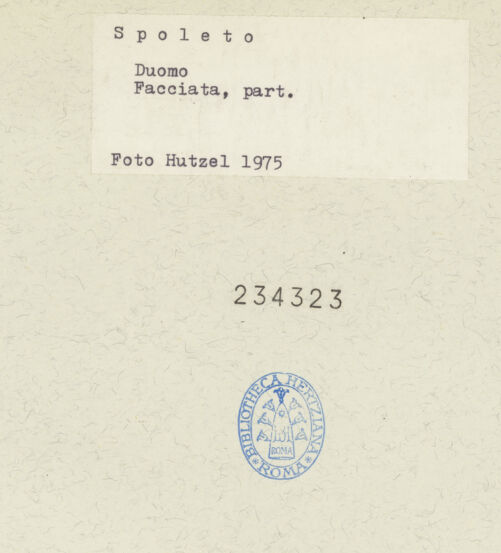 S p o l e t o
Duomo
Facciata, part.
Foto Hutzel 1975
234323
BIBLIOTHECA HERTZIANA
*ROMA*
ROMA